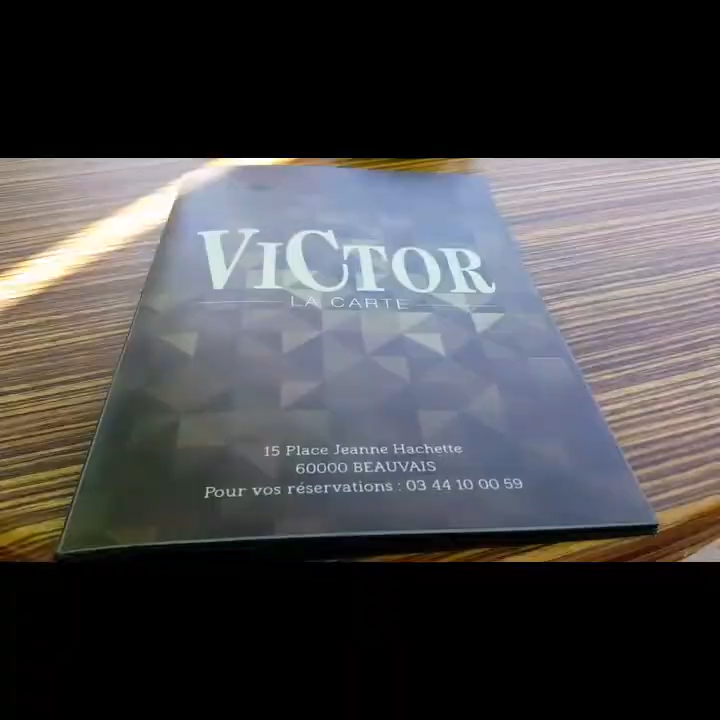 VICTOR
LA CARTE
15 Place Jeanne Hachette
60000 BEAUVAIS
Pour vos réservations : 03 44 10 00 59